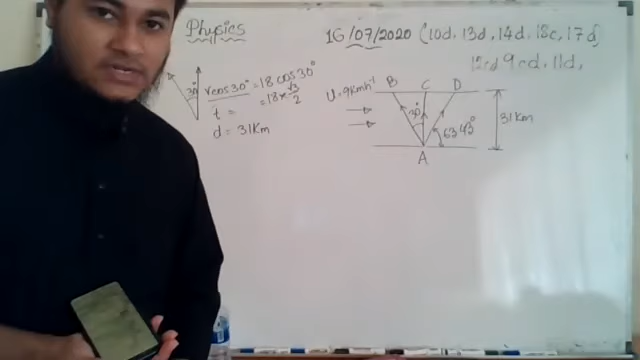 Physics
16/07/2020 (10d, 13d, 14d, 18c, 17d)
12cd 9cd, 11d,
30°
vcos30° = 18 cos30°
= 18×√3/2
t =
d = 31Km
U = 9kmh⁻¹
B C D
30°
63.43°
31Km
A